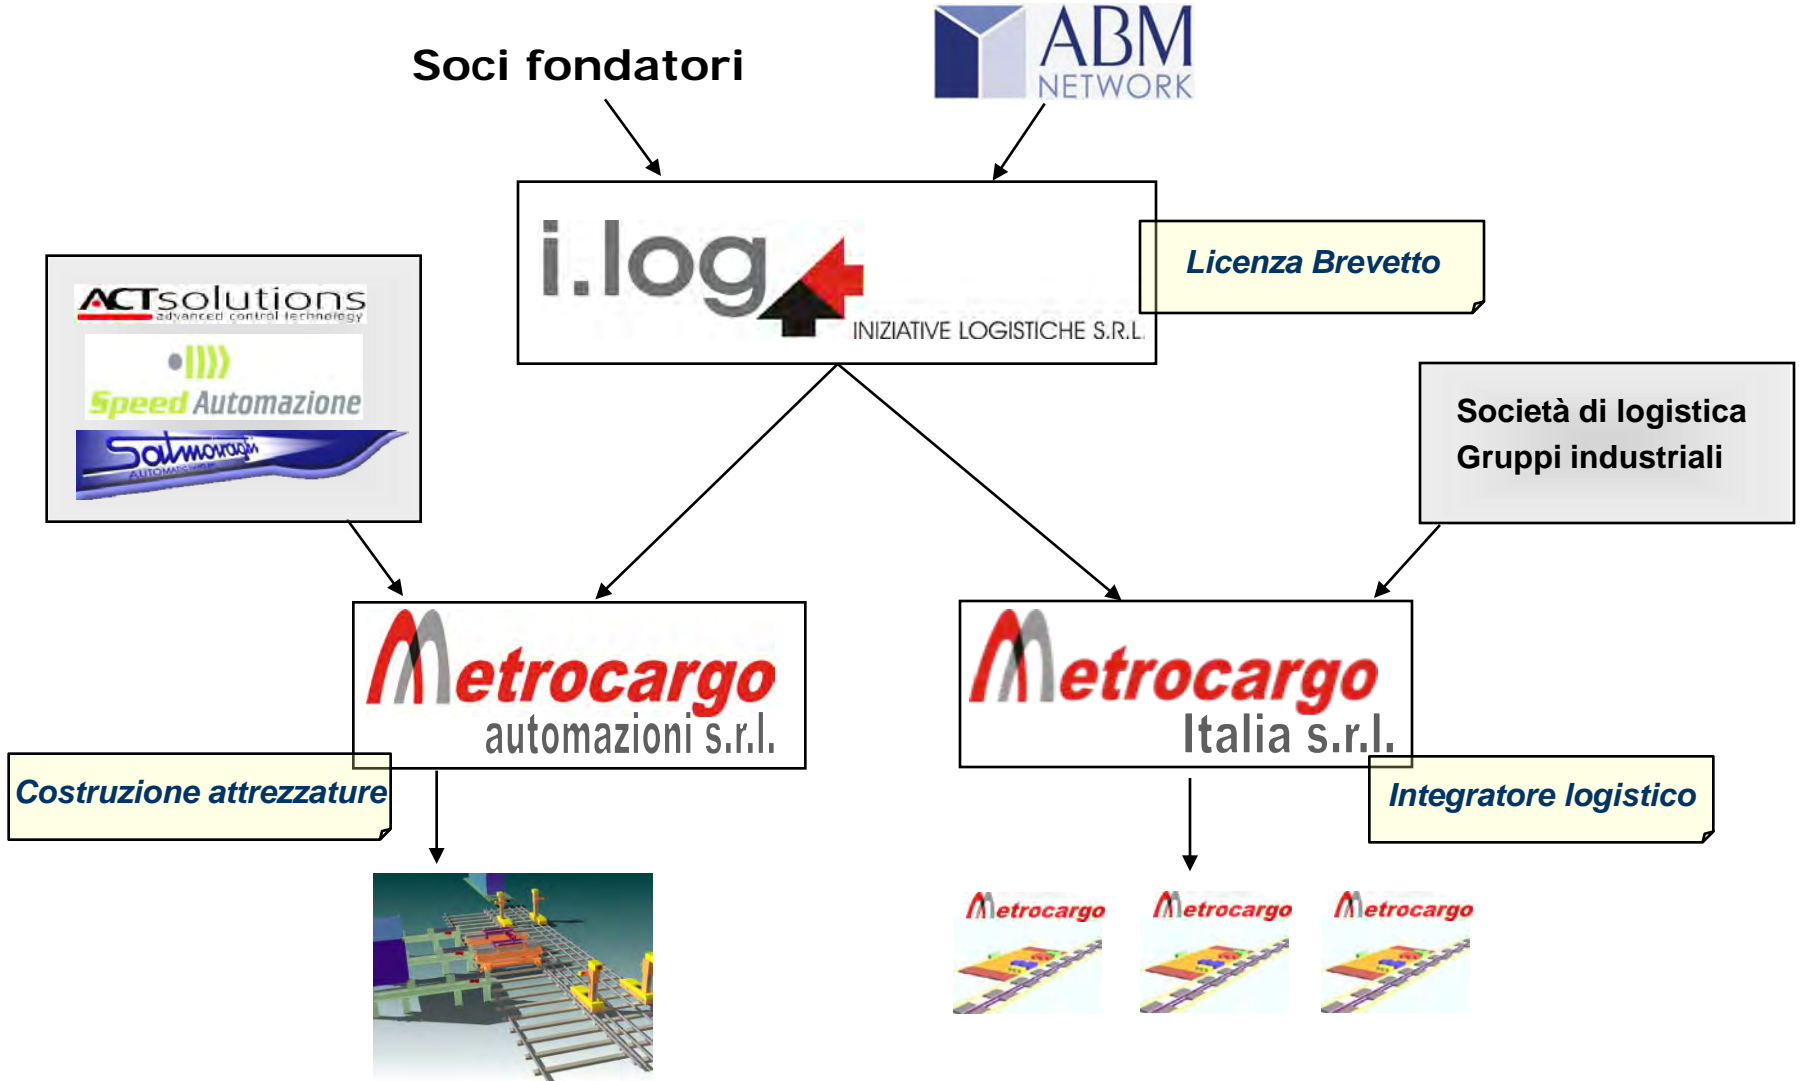 Soci fondatori
ABM
NETWORK
i.log
INIZIATIVE LOGISTICHE S.R.L.
Licenza Brevetto
ACTsolutions
advanced control technology
Speed Automazione
Salmoiraghi
Società di logistica
Gruppi industriali
Metrocargo
automazioni s.r.l.
Metrocargo
Italia s.r.l.
Costruzione attrezzature
Integratore logistico
Metrocargo
Metrocargo
Metrocargo